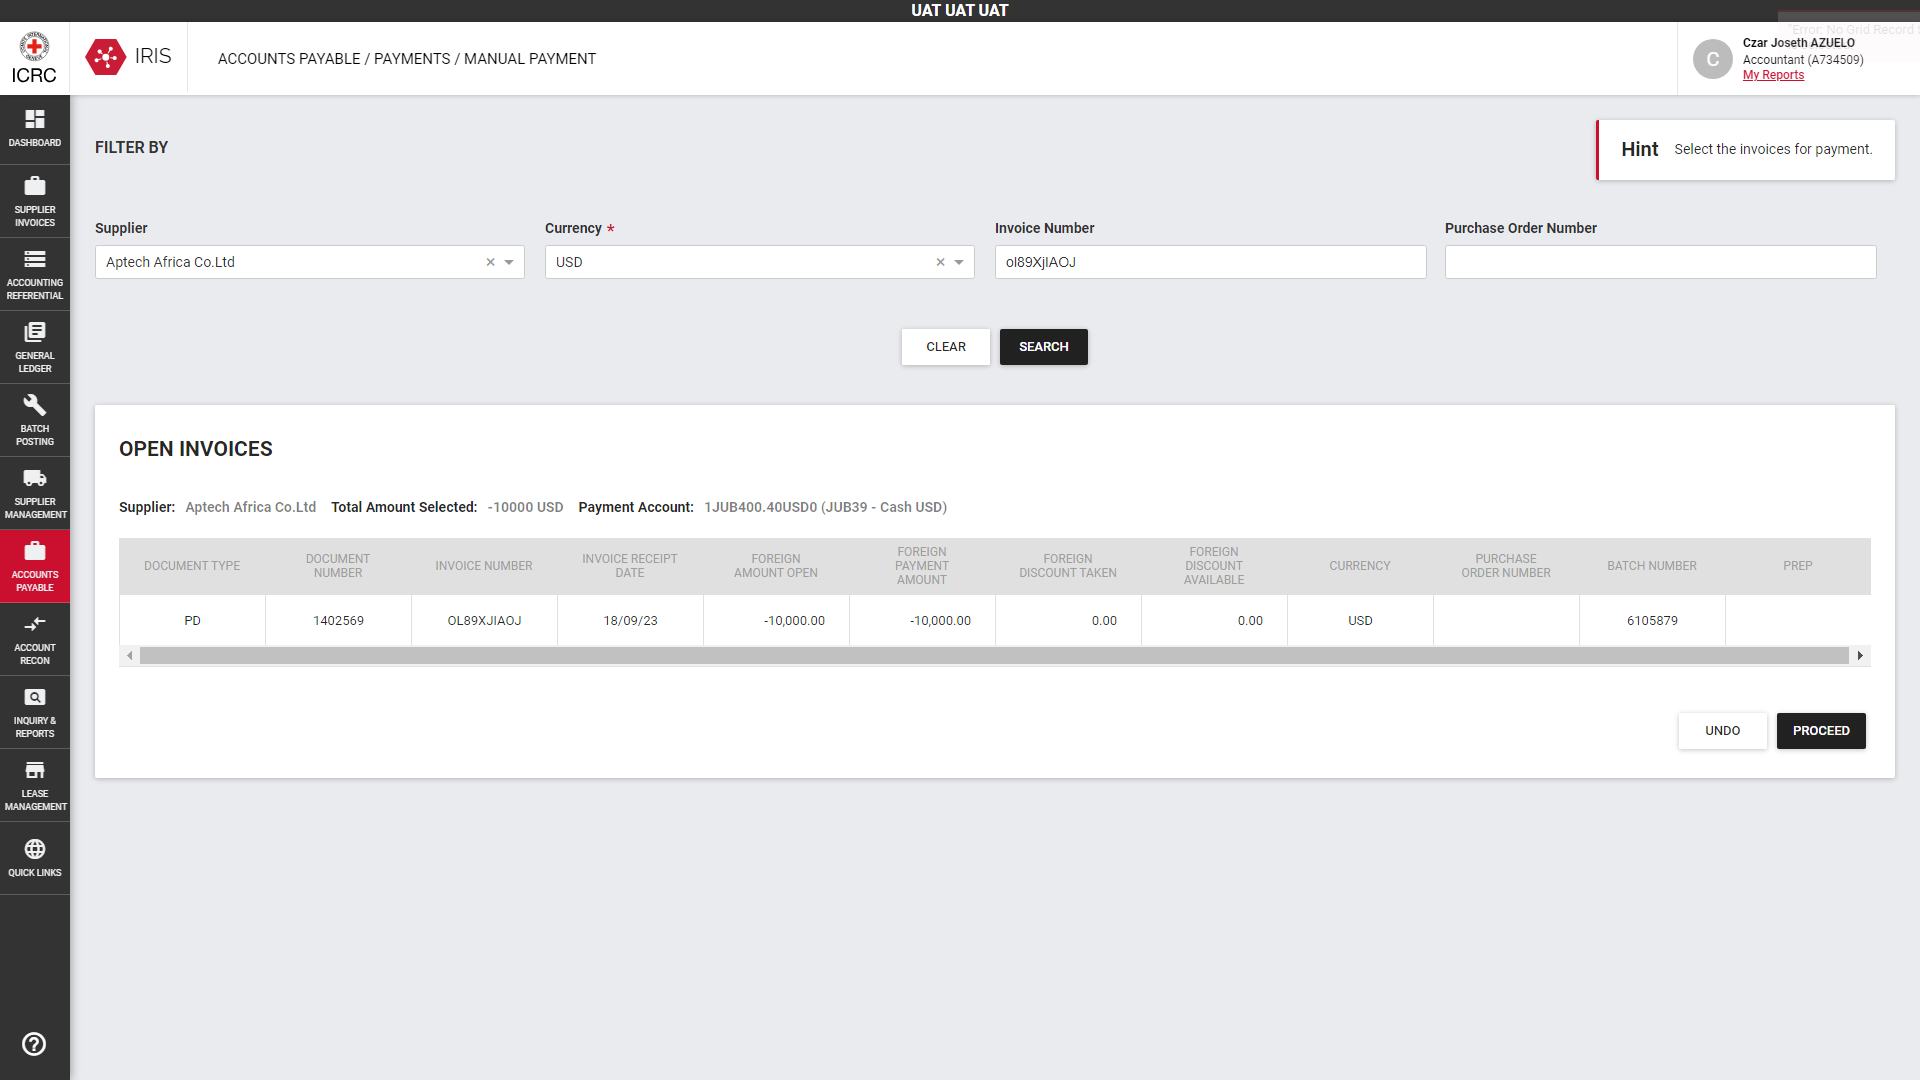 UAT UAT UAT
"Error: No Grid Record
ICRC
IRIS
ACCOUNTS PAYABLE / PAYMENTS / MANUAL PAYMENT
C
Czar Joseth AZUELO
Accountant (A734509)
My Reports
DASHBOARD
SUPPLIER
INVOICES
ACCOUNTING
REFERENTIAL
GENERAL
LEDGER
BATCH
POSTING
SUPPLIER
MANAGEMENT
ACCOUNTS
PAYABLE
ACCOUNT
RECON
INQUIRY &
REPORTS
LEASE
MANAGEMENT
QUICK LINKS
FILTER BY
Hint Select the invoices for payment.
Supplier
Currency *
Invoice Number
Purchase Order Number
Aptech Africa Co.Ltd
USD
ol89XjIAOJ
CLEAR
SEARCH
OPEN INVOICES
Supplier: Aptech Africa Co.Ltd Total Amount Selected: -10000 USD Payment Account: 1JUB400.40USD0 (JUB39 - Cash USD)
DOCUMENT TYPE
DOCUMENT
NUMBER
INVOICE NUMBER
INVOICE RECEIPT
DATE
FOREIGN
AMOUNT OPEN
FOREIGN
PAYMENT
AMOUNT
FOREIGN
DISCOUNT TAKEN
FOREIGN
DISCOUNT
AVAILABLE
CURRENCY
PURCHASE
ORDER NUMBER
BATCH NUMBER
PREP
PD 1402569 OL89XJIAOJ 18/09/23 -10,000.00 -10,000.00 0.00 0.00 USD 6105879
UNDO
PROCEED